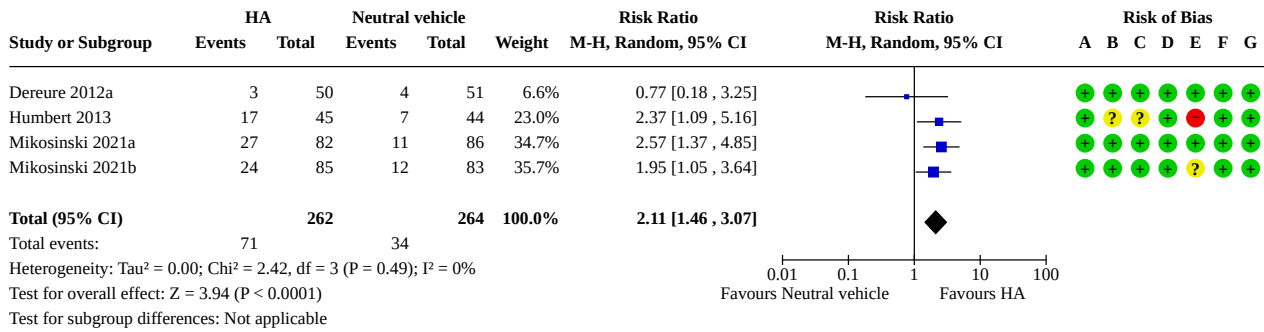 HA Neutral vehicle Risk Ratio Risk Ratio Risk of Bias
Study or Subgroup Events Total Events Total Weight M-H, Random, 95% CI M-H, Random, 95% CI A B C D E F G
Dereure 2012a 3 50 4 51 6.6% 0.77 [0.18 , 3.25] + + + + + + +
Humbert 2013 17 45 7 44 23.0% 2.37 [1.09 , 5.16] + ? ? + − + +
Mikosinski 2021a 27 82 11 86 34.7% 2.57 [1.37 , 4.85] + + + + + + +
Mikosinski 2021b 24 85 12 83 35.7% 1.95 [1.05 , 3.64] + + + + ? + +
Total (95% CI) 262 264 100.0% 2.11 [1.46 , 3.07]
Total events: 71 34
Heterogeneity: Tau² = 0.00; Chi² = 2.42, df = 3 (P = 0.49); I² = 0%
0.01 0.1 1 10 100
Test for overall effect: Z = 3.94 (P < 0.0001)
Favours Neutral vehicle Favours HA
Test for subgroup differences: Not applicable